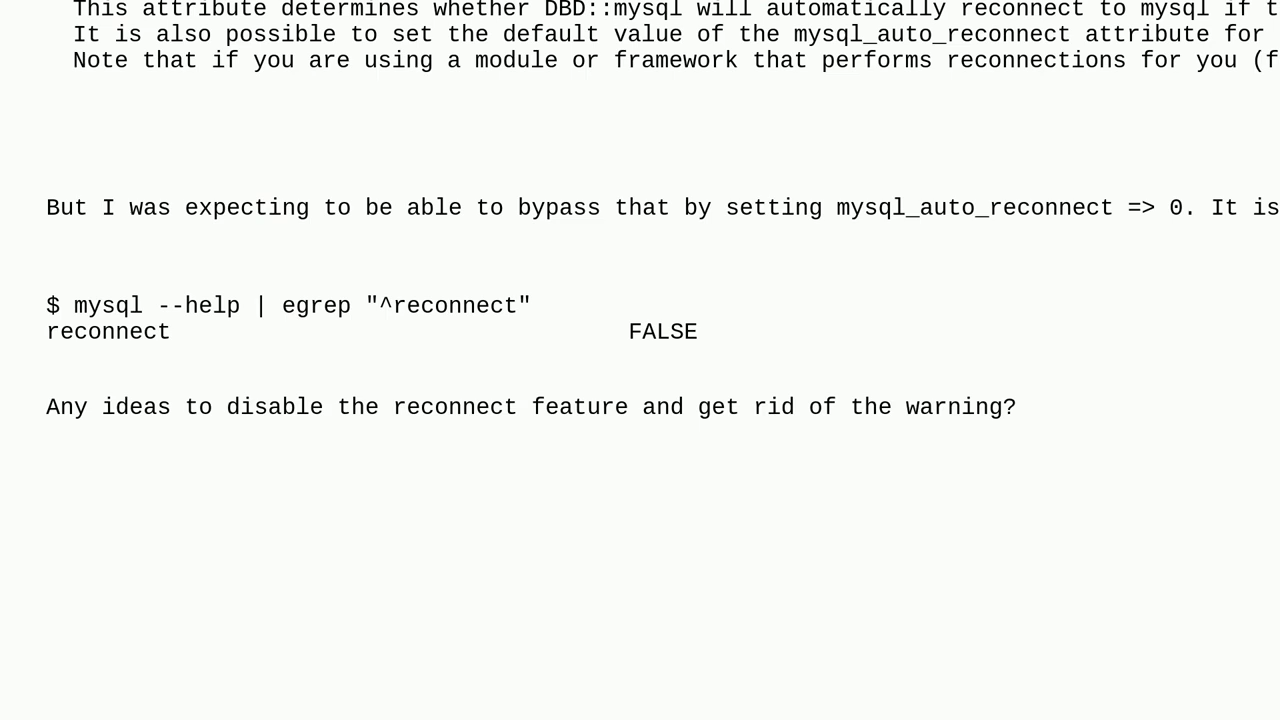 This attribute determines whether DBD::mysql will automatically reconnect to mysql if
It is also possible to set the default value of the mysql_auto_reconnect attribute for
Note that if you are using a module or framework that performs reconnections for you
But I was expecting to be able to bypass that by setting mysql_auto_reconnect => 0. It is
$ mysql --help | egrep "^reconnect"
reconnect                                 FALSE
Any ideas to disable the reconnect feature and get rid of the warning?